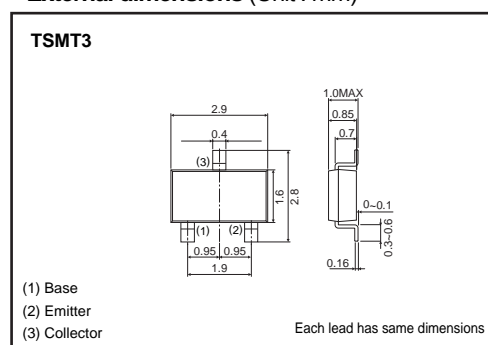 TSMT3
1.0MAX
2.9
0.85
0.4
0.7
(3)
1.6
2.8
0~0.1
(1)
(2)
0.3~0.6
0.95
0.95
0.16
1.9
(1) Base
(2) Emitter
(3) Collector
Each lead has same dimensions